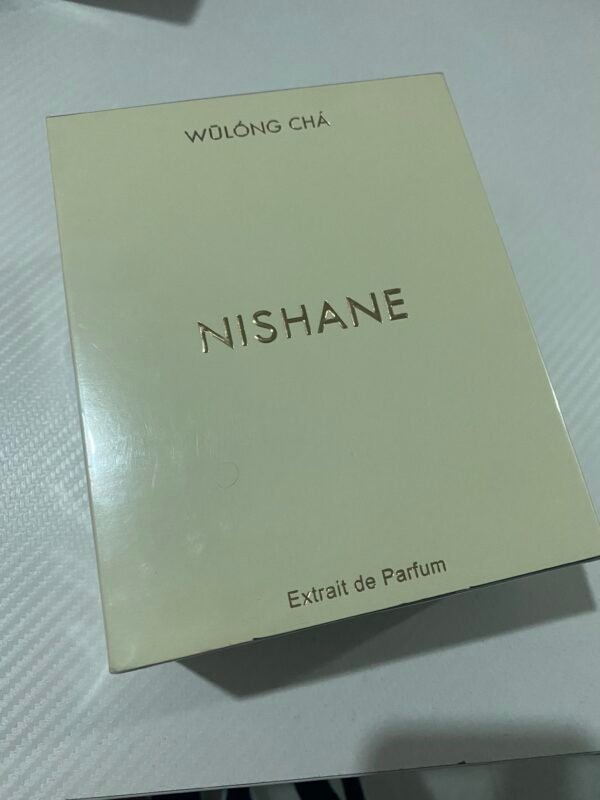 WŪLÓNG CHÁ
NISHANE
Extrait de Parfum